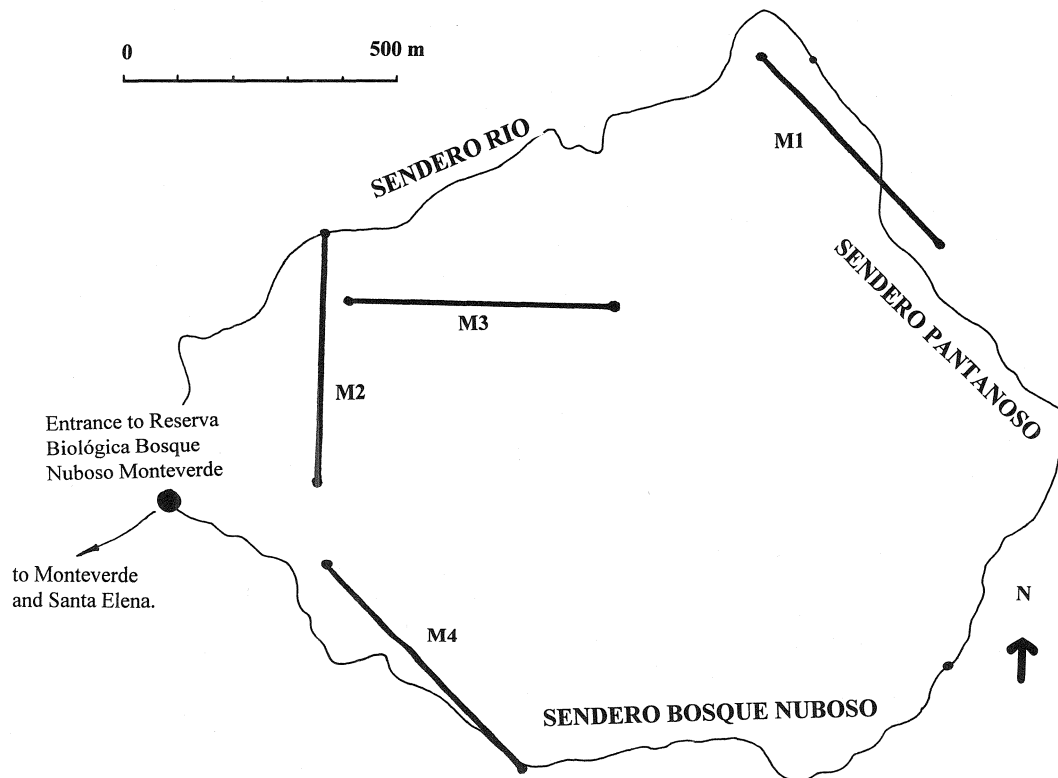 0 500 m
SENDERO RIO
M1
SENDERO PANTANOSO
M3
M2
Entrance to Reserva
Biológica Bosque
Nuboso Monteverde
to Monteverde
and Santa Elena.
M4
N
SENDERO BOSQUE NUBOSO